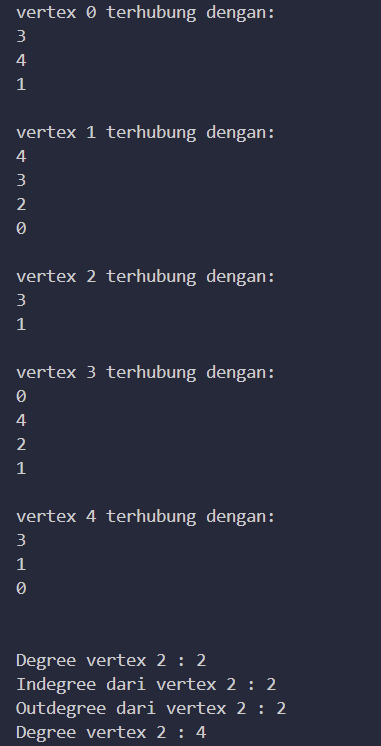 vertex 0 terhubung dengan:
3
4
1
vertex 1 terhubung dengan:
4
3
2
0
vertex 2 terhubung dengan:
3
1
vertex 3 terhubung dengan:
0
4
2
1
vertex 4 terhubung dengan:
3
1
0
Degree vertex 2 : 2
Indegree dari vertex 2 : 2
Outdegree dari vertex 2 : 2
Degree vertex 2 : 4